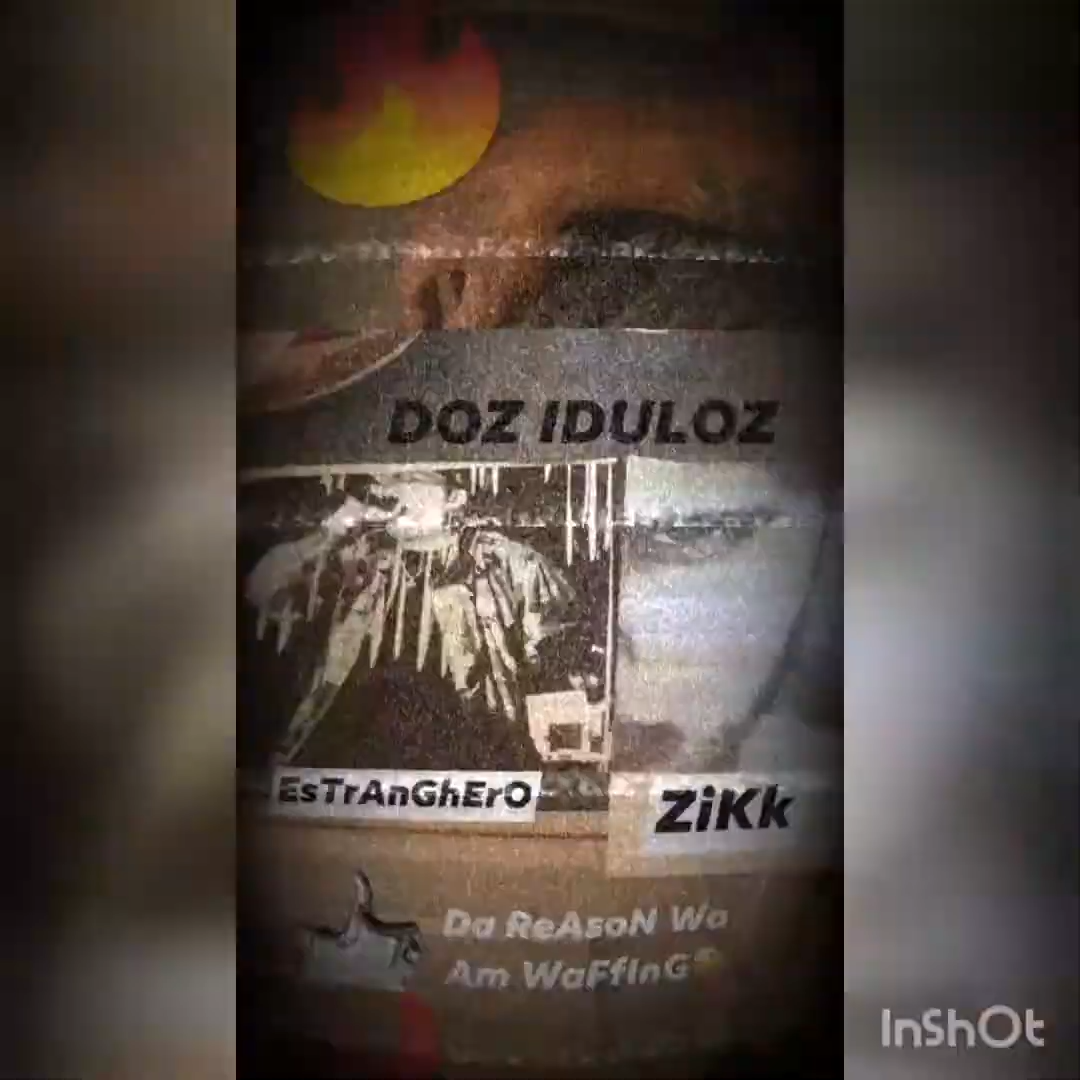 DOZ IDULOZ
EsTrAnGhErO
ZiKk
Da ReAsoN Wa
Am WaFfInG
InShOt